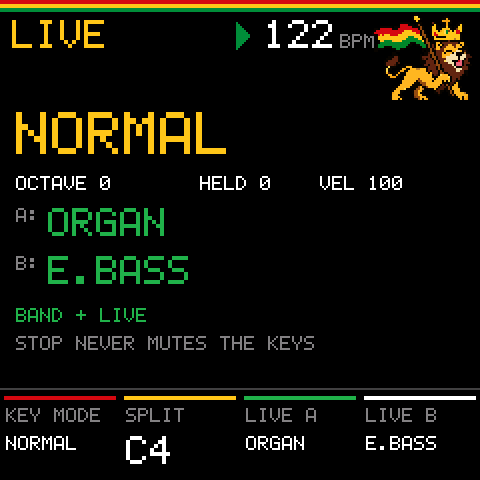 LIVE 122 BPM
NORMAL
OCTAVE 0 HELD 0 VEL 100
A: ORGAN
B: E.BASS
BAND + LIVE
STOP NEVER MUTES THE KEYS
KEY MODE SPLIT LIVE A LIVE B
NORMAL C4 ORGAN E.BASS